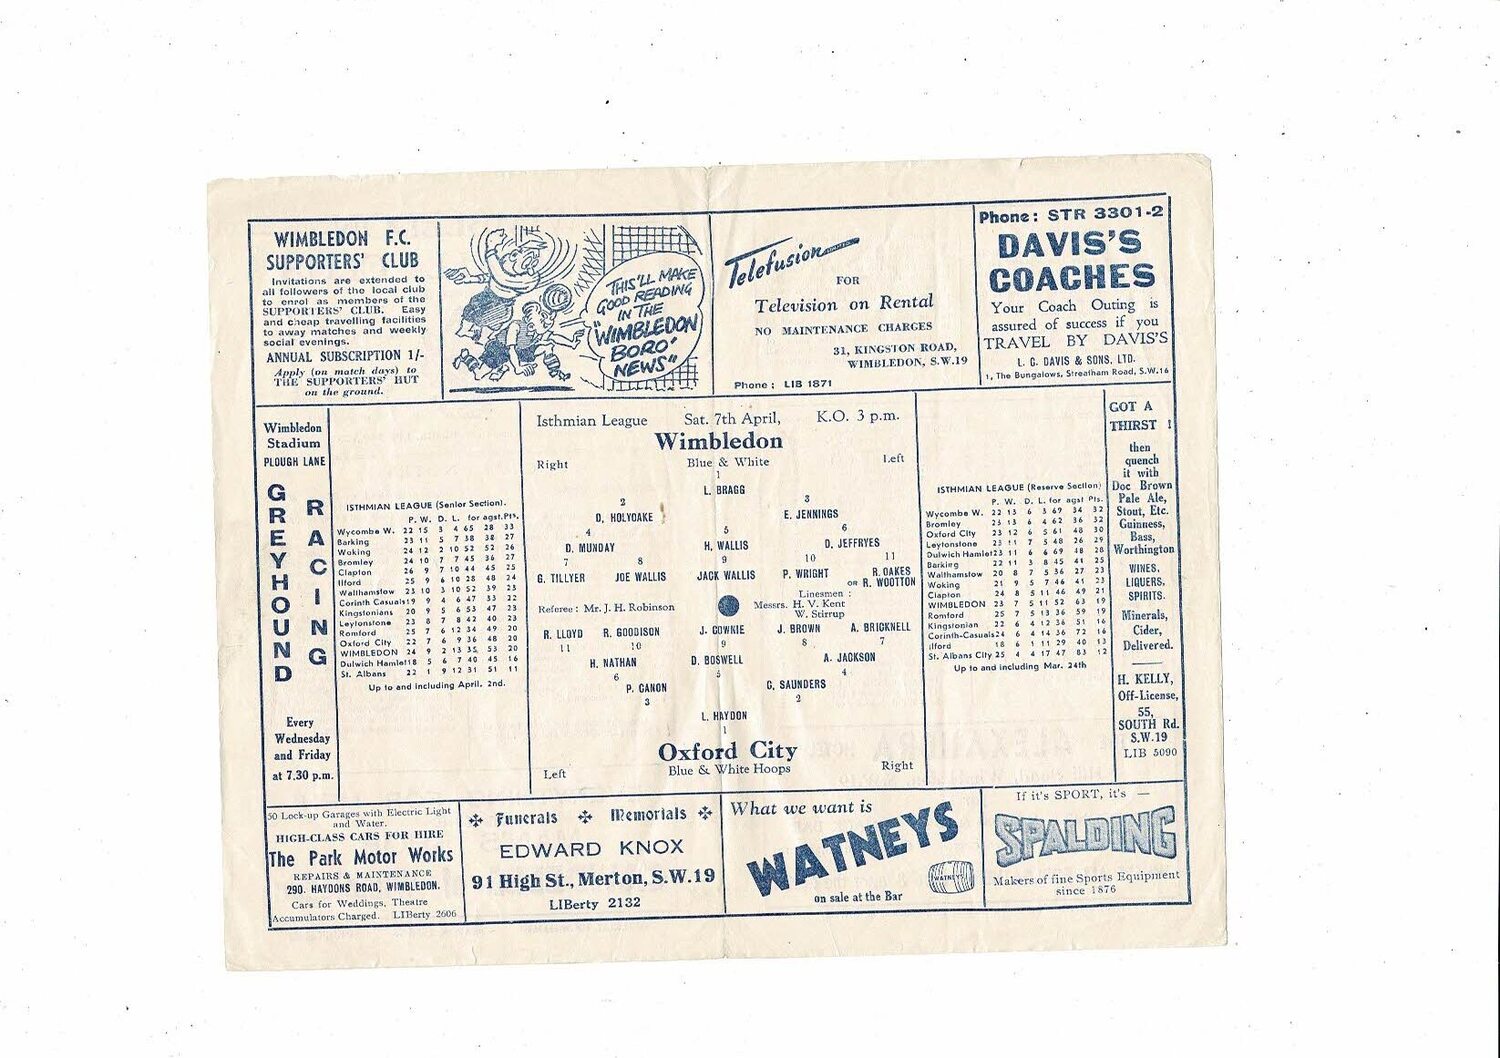 WIMBLEDON F.C.
SUPPORTERS' CLUB
Invitations are extended to
all followers of the local club
to enrol as members of the
SUPPORTERS' CLUB. Easy
and cheap travelling facilities
to away matches and weekly
social evenings.
ANNUAL SUBSCRIPTION 1/-
Apply (on match days) to
THE SUPPORTERS' HUT
on the ground.
THIS'LL MAKE
GOOD READING
IN THE
"WIMBLEDON
BORO'
NEWS"
Telefusion LIMITED
FOR
Television on Rental
NO MAINTENANCE CHARGES
31, KINGSTON ROAD,
WIMBLEDON, S.W.19
Phone: LIB 1871
Phone: STR 3301-2
DAVIS'S
COACHES
Your Coach Outing is
assured of success if you
TRAVEL BY DAVIS'S
L. G. DAVIS & SONS, LTD.
1, The Bungalows, Streatham Road, S.W.16
Wimbledon
Stadium
PLOUGH LANE
GREYHOUND
RACING
Every
Wednesday
and Friday
at 7.30 p.m.
ISTHMIAN LEAGUE (Senior Section).
P. W. D. L. for agst. Pts.
Wycombe W. 22 15 3 4 65 28 33
Barking 23 11 5 7 38 38 27
Woking 24 12 2 10 52 52 26
Bromley 24 10 7 7 45 36 27
Clapton 26 9 7 10 44 45 25
Ilford 25 9 6 10 28 48 24
Walthamstow 23 10 3 10 52 39 23
Corinth Casuals 19 9 4 6 47 33 22
Kingstonians 20 9 5 6 53 47 23
Leytonstone 23 8 7 8 42 40 23
Romford 25 7 6 12 34 49 20
Oxford City 22 7 6 9 36 48 20
WIMBLEDON 24 9 2 13 35 53 20
Dulwich Hamlet 18 5 6 7 40 45 16
St. Albans 22 1 9 12 31 51 11
Up to and including April. 2nd.
Isthmian League Sat. 7th April, K.O. 3 p.m.
Wimbledon
Right Blue & White Left
1
L. BRAGG
2 3
D. HOLYOAKE E. JENNINGS
4 5 6
D. MUNDAY H. WALLIS D. JEFFRYES
7 8 9 10 11
G. TILLYER JOE WALLIS JACK WALLIS P. WRIGHT R. OAKES
OR R. WOOTTON
Referee: Mr. J. H. Robinson
Linesmen:
Messrs. H. V. Kent
W. Stirrup
R. LLOYD R. GOODISON J. COWKIE J. BROWN A. BRICKNELL
11 10 9 8 7
H. NATHAN D. BOSWELL A. JACKSON
6 5 4
P. CANON C. SAUNDERS
3 2
L. HAYDON
1
Oxford City
Left Blue & White Hoops Right
ISTHMIAN LEAGUE (Reserve Section)
P. W. D. L. for agst Pts.
Wycombe W. 22 13 6 3 69 34 32
Bromley 23 13 6 4 62 36 32
Oxford City 23 12 6 5 61 48 30
Leytonstone 23 11 7 5 48 26 29
Dulwich Hamlet 23 11 6 6 69 48 28
Barking 22 11 3 8 45 41 25
Walthamstow 20 8 7 5 36 27 23
Woking 21 9 5 7 46 41 23
Clapton 24 8 5 11 46 49 21
WIMBLEDON 23 7 5 11 52 63 19
Romford 25 7 5 13 36 59 19
Kingstonian 22 6 4 12 36 51 16
Corinth-Casuals 24 6 4 14 36 72 16
Ilford 18 6 1 11 29 40 13
St. Albans City 25 4 4 17 47 83 12
Up to and including Mar. 24th
GOT A
THIRST !
then
quench
it with
Doc Brown
Pale Ale,
Stout, Etc.
Guinness,
Bass,
Worthington
WINES,
LIQUERS,
SPIRITS.
Minerals,
Cider,
Delivered.
H. KELLY,
Off-License,
55,
SOUTH Rd.
S.W.19
LIB 5090
50 Lock-up Garages with Electric Light
and Water.
HIGH-CLASS CARS FOR HIRE
The Park Motor Works
REPAIRS & MAINTENANCE
290, HAYDONS ROAD, WIMBLEDON.
Cars for Weddings, Theatre
Accumulators Charged. LIBerty 2606
Funerals Memorials
EDWARD KNOX
91 High St., Merton, S.W.19
LIBerty 2132
What we want is
WATNEYS
WATNEYS
on sale at the Bar
If it's SPORT, it's —
SPALDING
Makers of fine Sports Equipment
since 1876